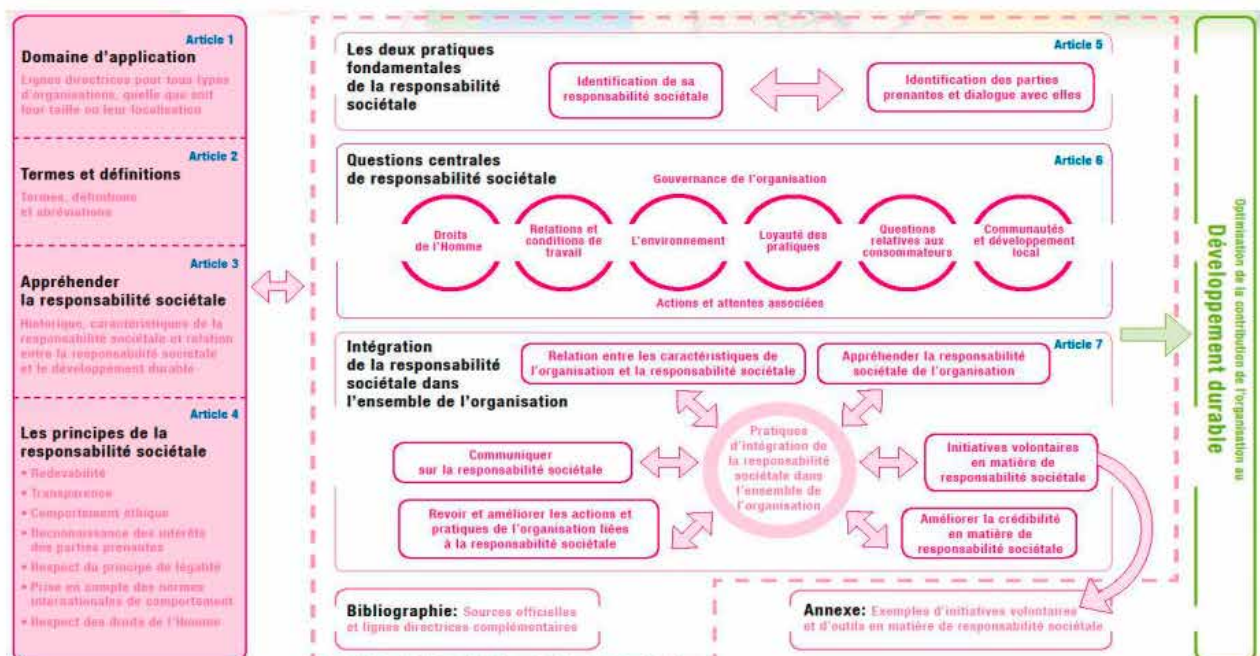 Article 1
Domaine d'application
Lignes directrices pour tous types
d'organisations, quelle que soit
leur taille ou leur localisation
Article 2
Termes et définitions
Termes, définitions
et abréviations
Article 3
Appréhender
la responsabilité sociétale
Historique, caractéristiques de la
responsabilité sociétale et relation
entre la responsabilité sociétale
et le développement durable
Article 4
Les principes de la
responsabilité sociétale
• Redevabilité
• Transparence
• Comportement éthique
• Reconnaissance des intérêts
des parties prenantes
• Respect du principe de légalité
• Prise en compte des normes
internationales de comportement
• Respect des droits de l'Homme
Article 5
Les deux pratiques
fondamentales
de la responsabilité
sociétale
Identification de sa
responsabilité sociétale
Identification des parties
prenantes et dialogue avec elles
Article 6
Questions centrales
de responsabilité sociétale
Gouvernance de l'organisation
Droits
de l'Homme
Relations et
conditions de
travail
L'environnement
Loyauté des
pratiques
Questions
relatives aux
consommateurs
Communautés
et développement
local
Actions et attentes associées
Article 7
Intégration
de la responsabilité
sociétale dans
l'ensemble de l'organisation
Relation entre les caractéristiques de
l'organisation et la responsabilité sociétale
Appréhender la responsabilité
sociétale de l'organisation
Pratiques
d'intégration de
la responsabilité
sociétale dans
l'ensemble de
l'organisation
Communiquer
sur la responsabilité sociétale
Initiatives volontaires
en matière de
responsabilité sociétale
Revoir et améliorer les actions et
pratiques de l'organisation liées
à la responsabilité sociétale
Améliorer la crédibilité
en matière de
responsabilité sociétale
Bibliographie: Sources officielles
et lignes directrices complémentaires
Annexe: Exemples d'initiatives volontaires
et d'outils en matière de responsabilité sociétale
Optimisation de la contribution de l'organisation au
Développement durable